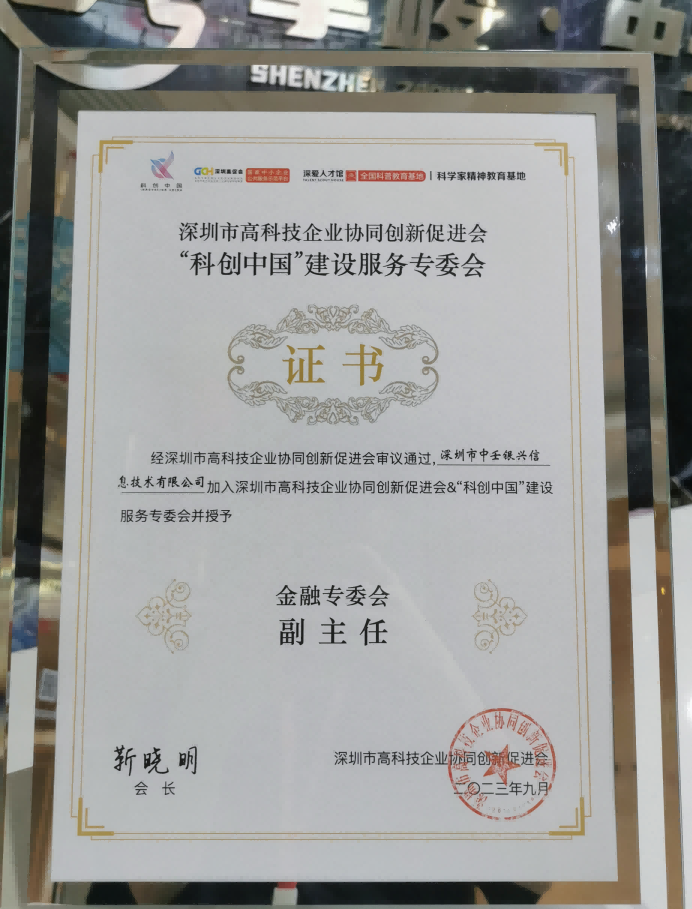 SHENZHEN
科创中国
深圳高促会
深爱人才馆
全国科普教育基地
科学家精神教育基地
深圳市高科技企业协同创新促进会
“科创中国”建设服务专委会
证书
经深圳市高科技企业协同创新促进会审议通过,深圳市中壬银兴信
息技术有限公司加入深圳市高科技企业协同创新促进会&“科创中国”建设
服务专委会并授予
金融专委会
副主任
靳晓明
会 长
深圳市高科技企业协同创新促进会
二〇二三年九月